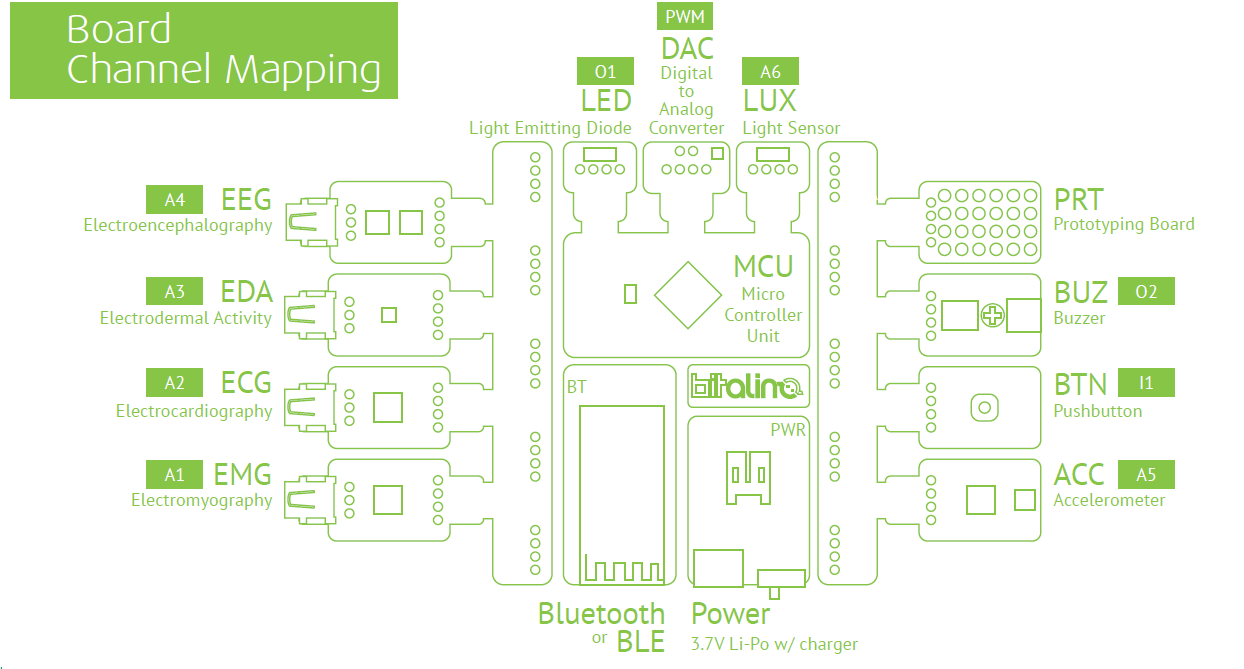 Board
Channel Mapping
PWM
DAC
Digital
to
Analog
Converter
O1
LED
Light Emitting Diode
A6
LUX
Light Sensor
A4 EEG
Electroencephalography
A3 EDA
Electrodermal Activity
A2 ECG
Electrocardiography
A1 EMG
Electromyography
MCU
Micro
Controller
Unit
BT
bitalino
PWR
PRT
Prototyping Board
BUZ O2
Buzzer
BTN I1
Pushbutton
ACC A5
Accelerometer
Bluetooth
or BLE
Power
3.7V Li-Po w/ charger